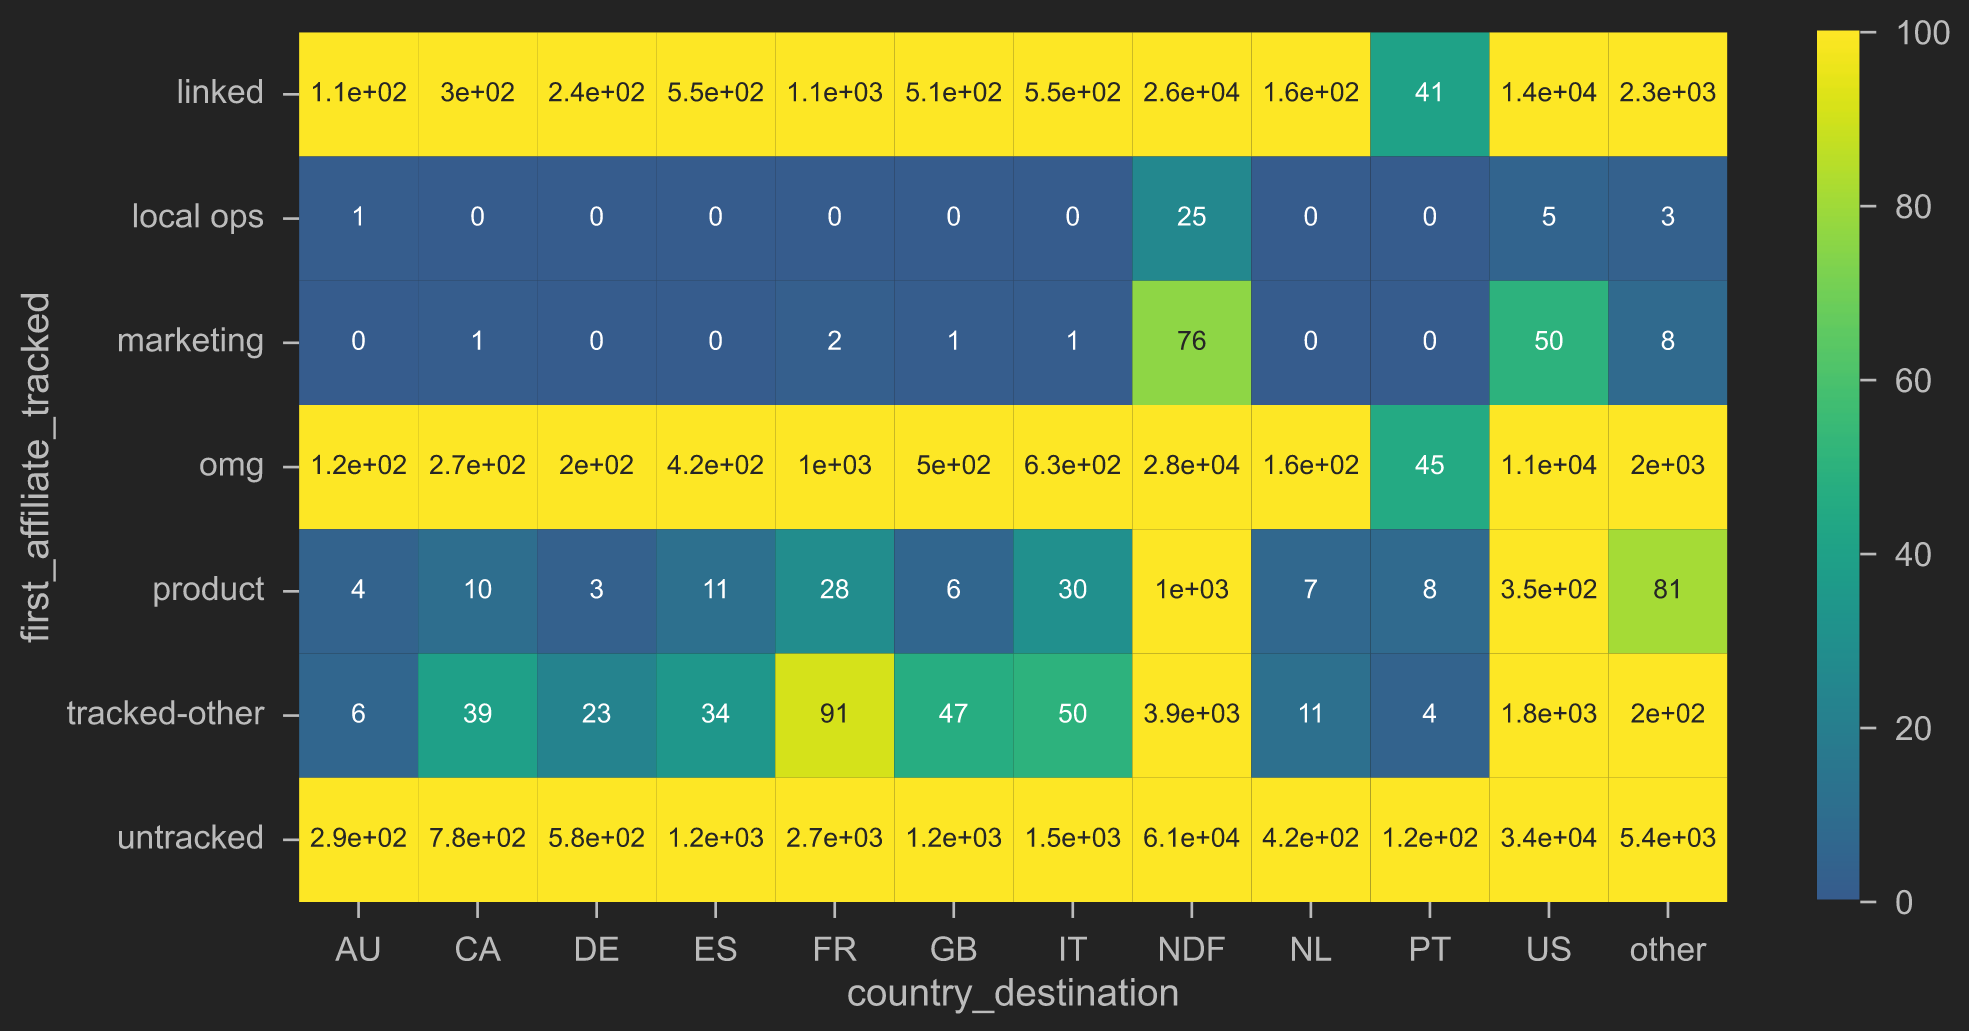 first_affiliate_tracked
linked 1.1e+02 3e+02 2.4e+02 5.5e+02 1.1e+03 5.1e+02 5.5e+02 2.6e+04 1.6e+02 41 1.4e+04 2.3e+03
local ops 1 0 0 0 0 0 0 25 0 0 5 3
marketing 0 1 0 0 2 1 1 76 0 0 50 8
omg 1.2e+02 2.7e+02 2e+02 4.2e+02 1e+03 5e+02 6.3e+02 2.8e+04 1.6e+02 45 1.1e+04 2e+03
product 4 10 3 11 28 6 30 1e+03 7 8 3.5e+02 81
tracked-other 6 39 23 34 91 47 50 3.9e+03 11 4 1.8e+03 2e+02
untracked 2.9e+02 7.8e+02 5.8e+02 1.2e+03 2.7e+03 1.2e+03 1.5e+03 6.1e+04 4.2e+02 1.2e+02 3.4e+04 5.4e+03
AU CA DE ES FR GB IT NDF NL PT US other
country_destination
100
80
60
40
20
0